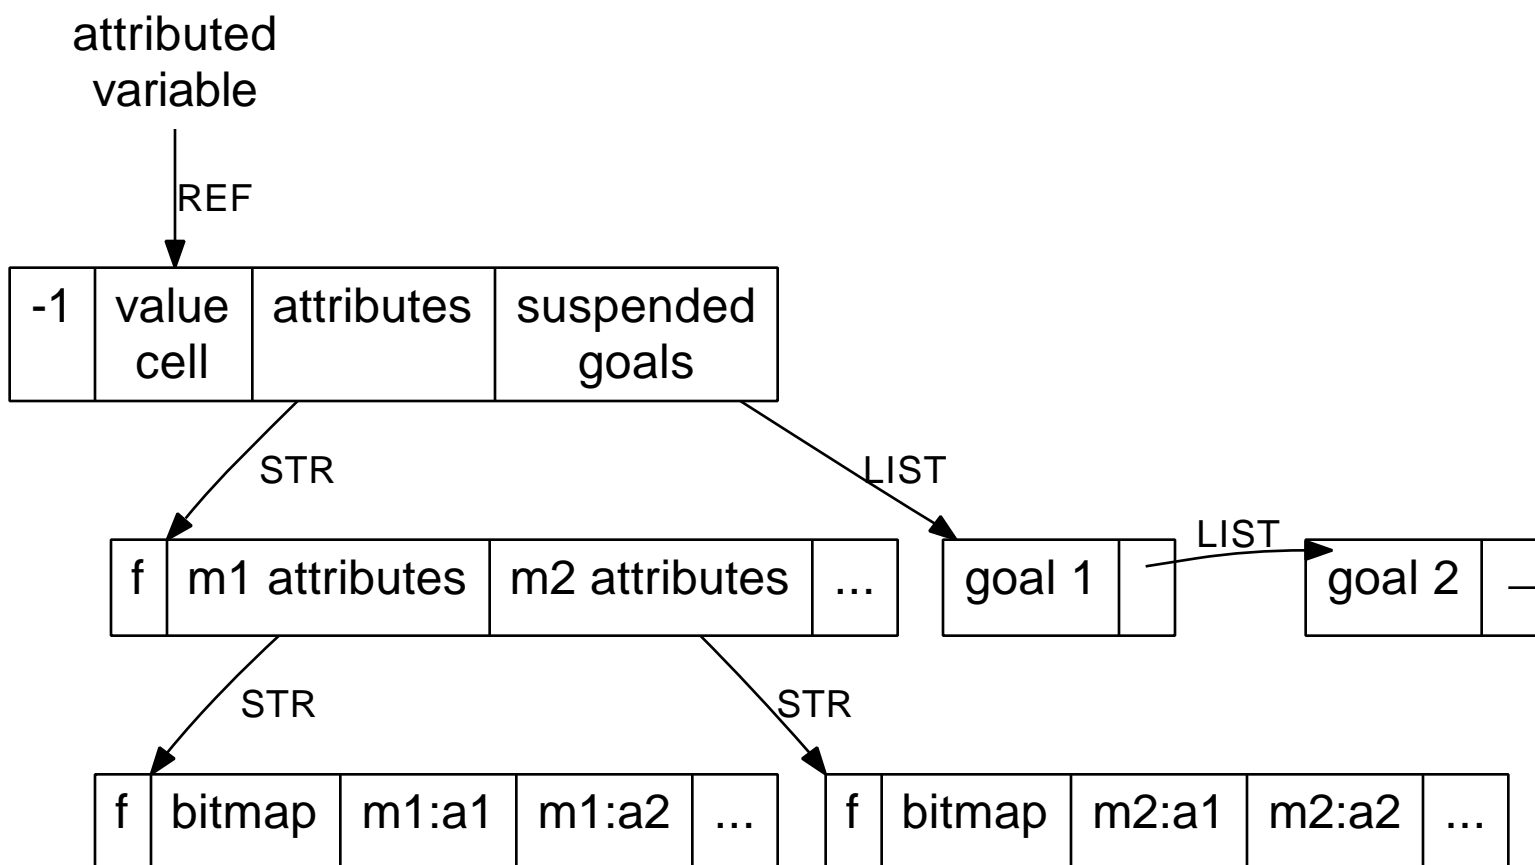 attributed
variable
REF
-1 value cell attributes suspended goals
STR LIST
f m1 attributes m2 attributes ... goal 1 LIST goal 2
STR STR
f bitmap m1:a1 m1:a2 ... f bitmap m2:a1 m2:a2 ...